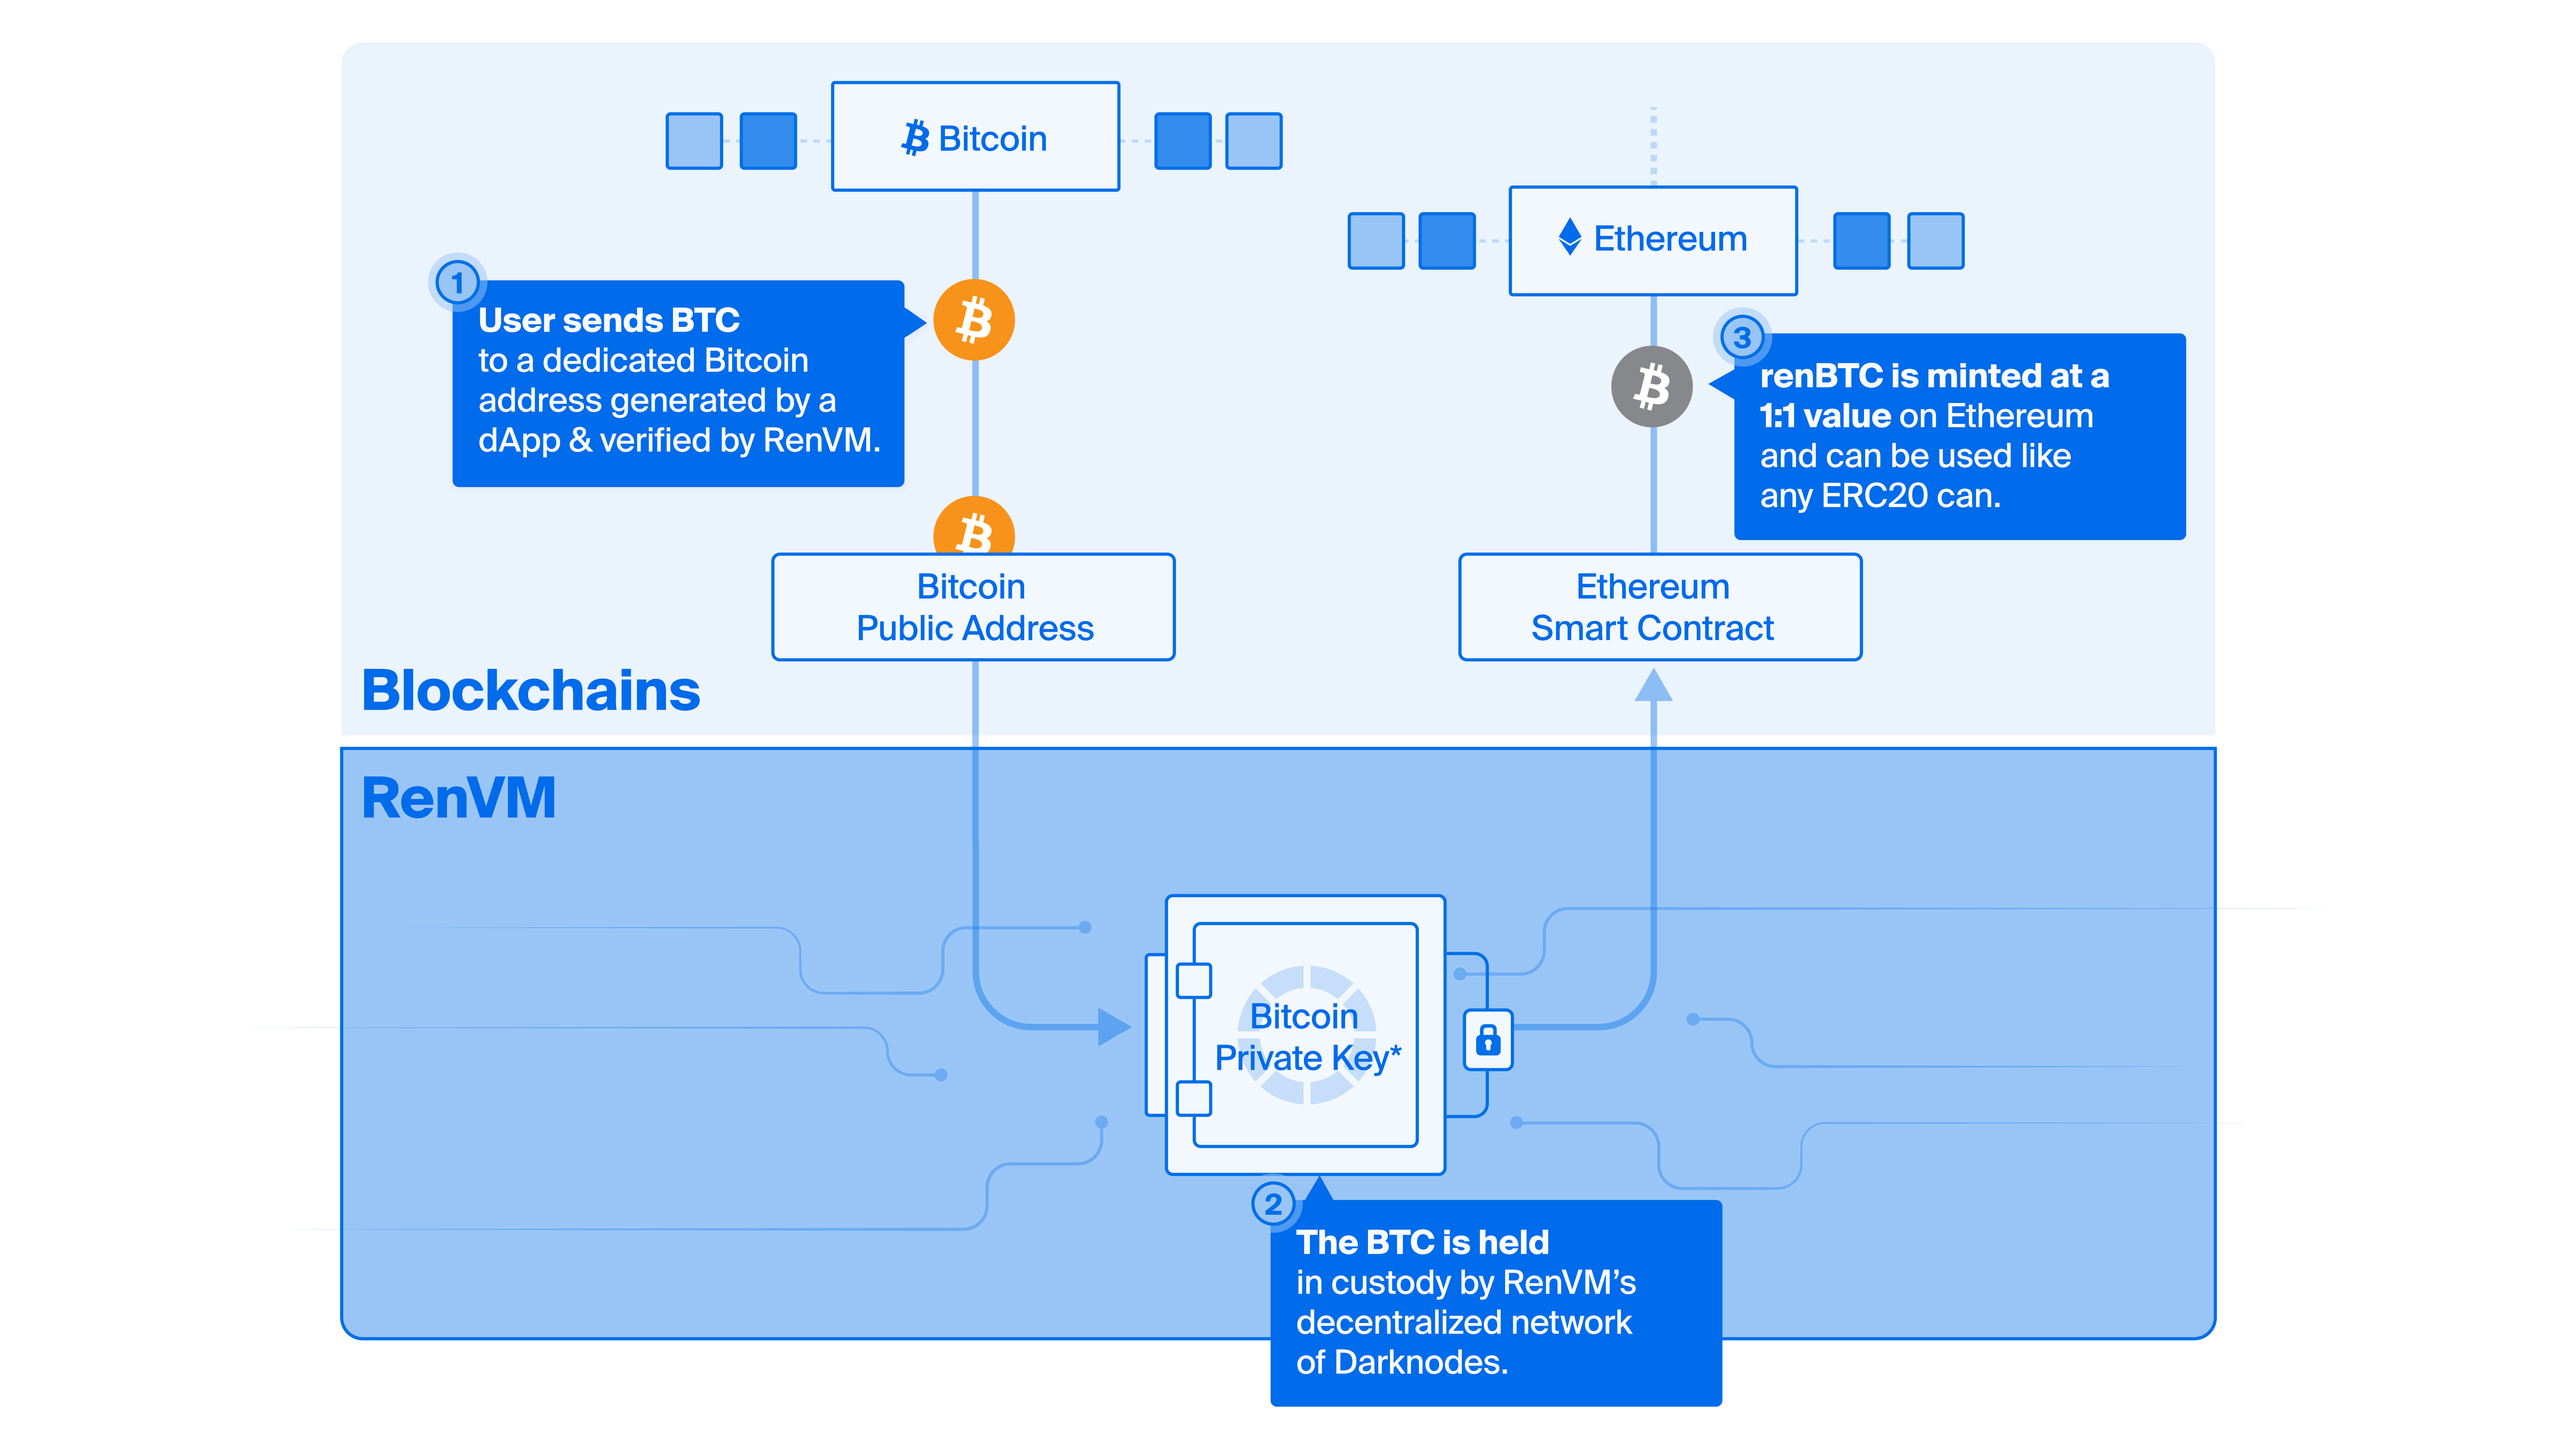 Bitcoin
Ethereum
1
User sends BTC
to a dedicated Bitcoin
address generated by a
dApp & verified by RenVM.
3
renBTC is minted at a
1:1 value on Ethereum
and can be used like
any ERC20 can.
Bitcoin
Public Address
Ethereum
Smart Contract
Blockchains
RenVM
Bitcoin
Private Key*
2
The BTC is held
in custody by RenVM’s
decentralized network
of Darknodes.